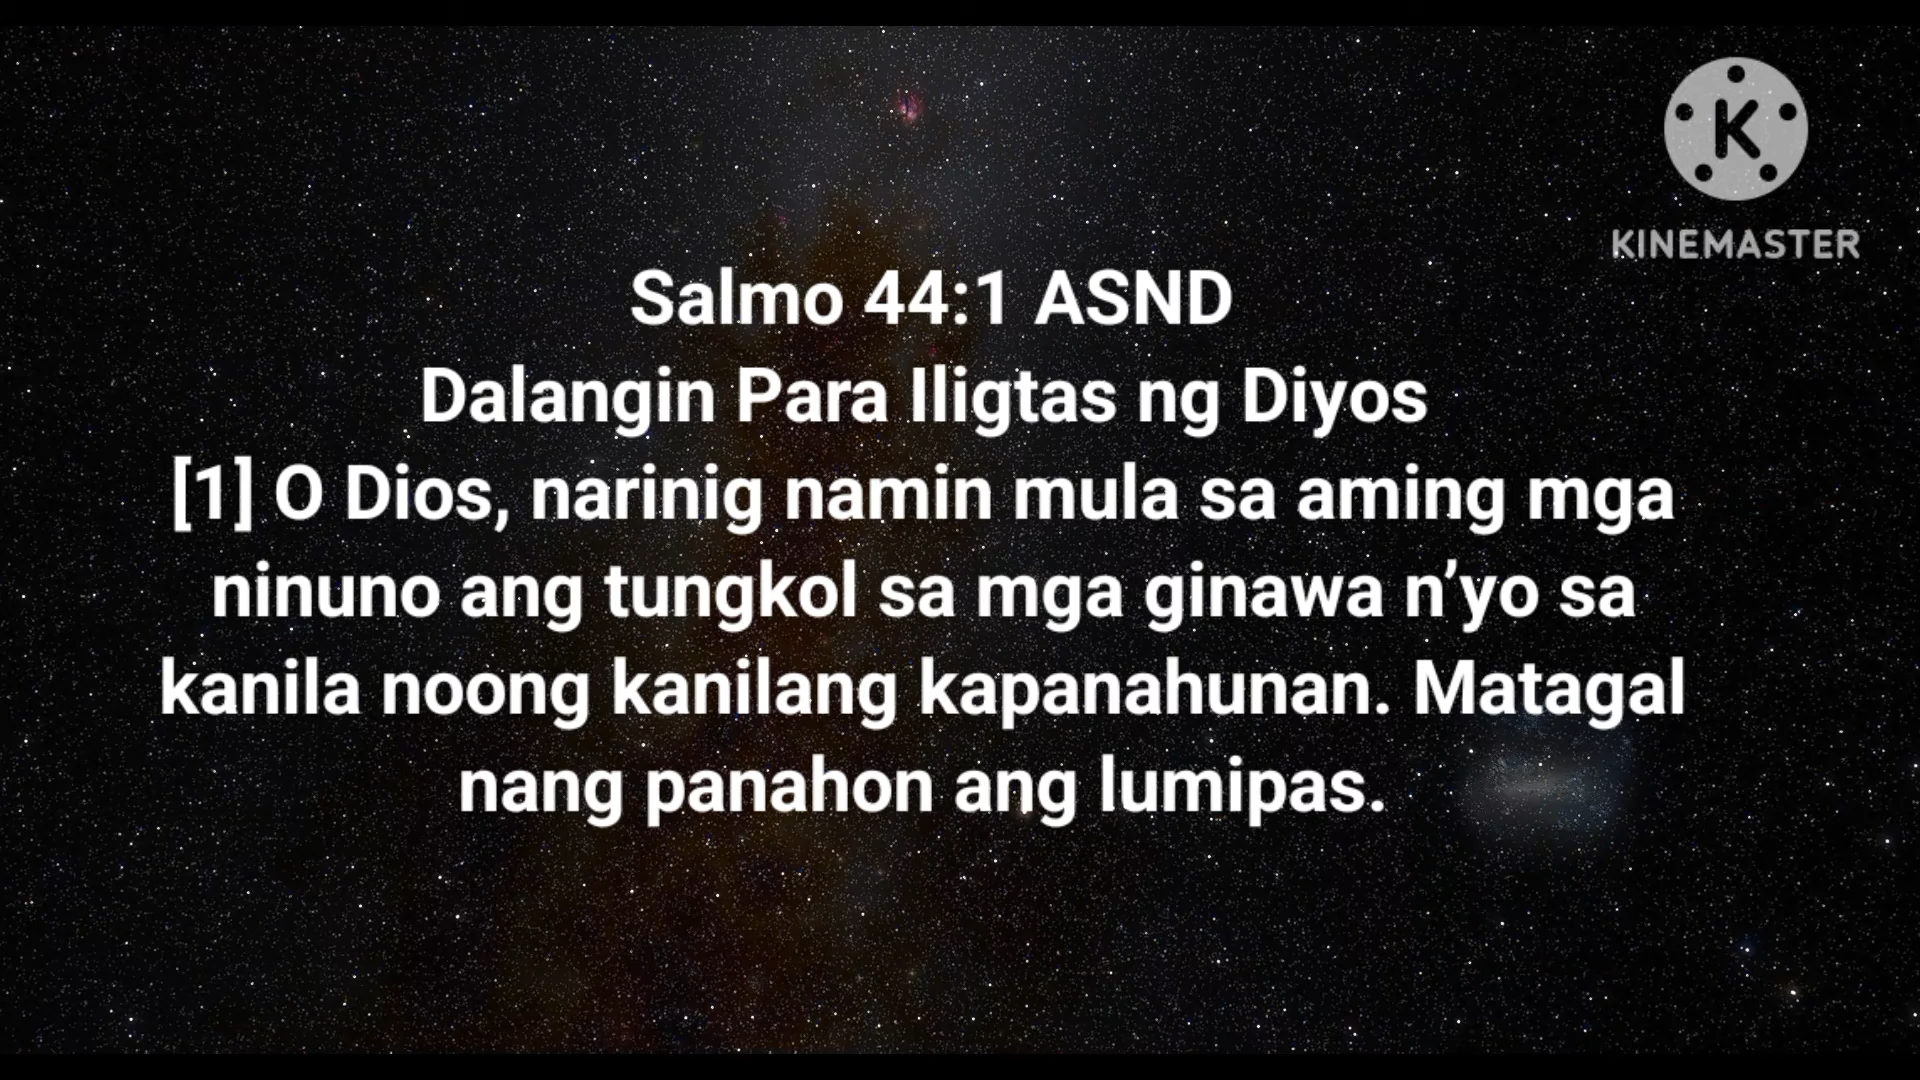 K
KINEMASTER
Salmo 44:1 ASND
Dalangin Para Iligtas ng Diyos
[1] O Dios, narinig namin mula sa aming mga
ninuno ang tungkol sa mga ginawa n’yo sa
kanila noong kanilang kapanahunan. Matagal
nang panahon ang lumipas.